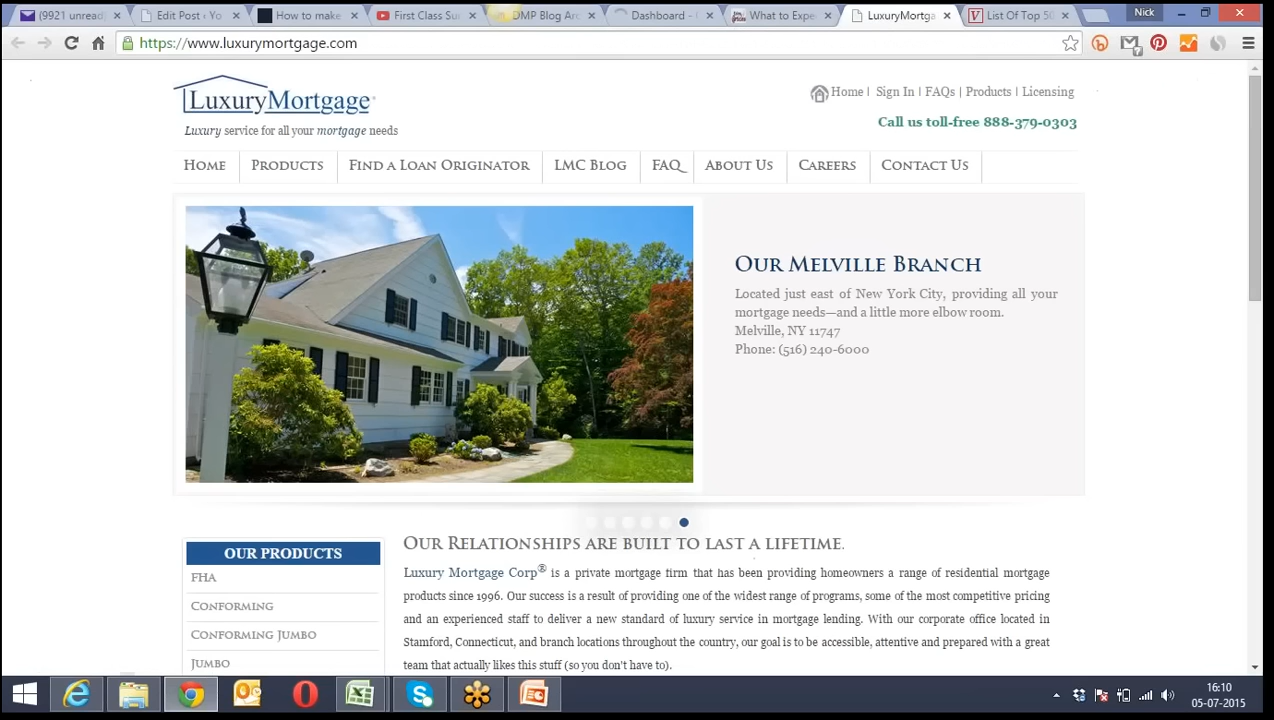 (9921 unread
Edit Post ‹ Yo
How to make
First Class Su
DMP Blog Arc
Dashboard -
What to Expe
LuxuryMortga
List Of Top 50
Nick
https://www.luxurymortgage.com
LuxuryMortgage
Luxury service for all your mortgage needs
Home | Sign In | FAQs | Products | Licensing
Call us toll-free 888-379-0303
Home Products Find a Loan Originator LMC Blog FAQ About Us Careers Contact Us
Our Melville Branch
Located just east of New York City, providing all your
mortgage needs—and a little more elbow room.
Melville, NY 11747
Phone: (516) 240-6000
OUR PRODUCTS
FHA
Conforming
Conforming Jumbo
Jumbo
Our Relationships are built to last a lifetime.
Luxury Mortgage Corp® is a private mortgage firm that has been providing homeowners a range of residential mortgage
products since 1996. Our success is a result of providing one of the widest range of programs, some of the most competitive pricing
and an experienced staff to deliver a new standard of luxury service in mortgage lending. With our corporate office located in
Stamford, Connecticut, and branch locations throughout the country, our goal is to be accessible, attentive and prepared with a great
team that actually likes this stuff (so you don't have to).
16:10
05-07-2015